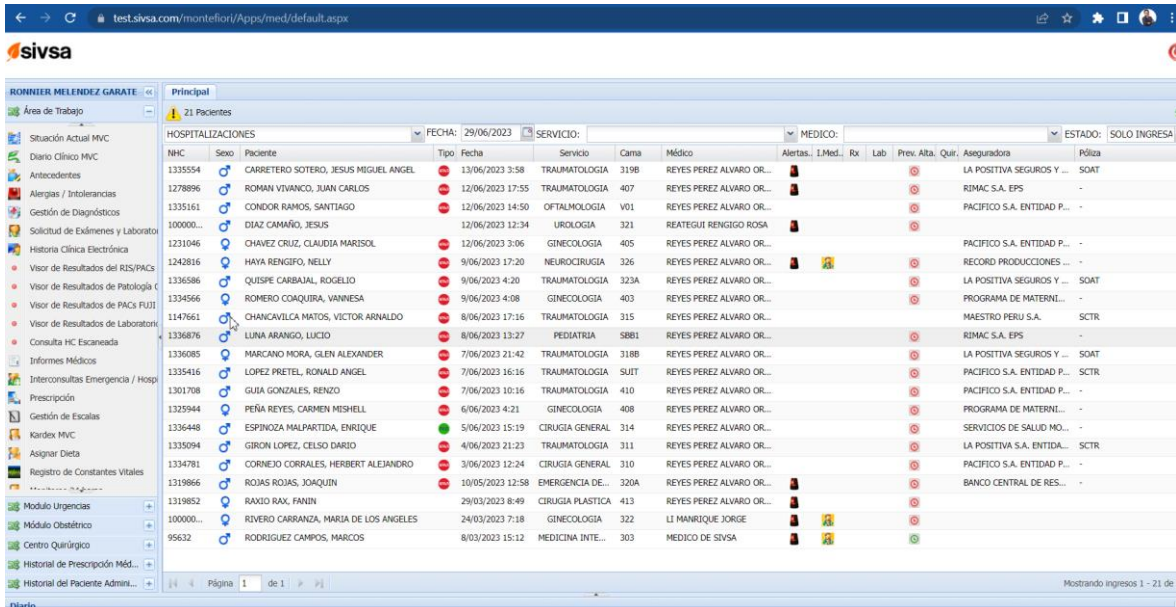 test.sivsa.com/montefiori/Apps/med/default.aspx
sivsa
RONNIER MELENDEZ GARATE
Área de Trabajo
Situación Actual MVC
Diario Clínico MVC
Antecedentes
Alergias / Intolerancias
Gestión de Diagnósticos
Solicitud de Exámenes y Laborato
Historia Clínica Electrónica
Visor de Resultados del RIS/PACs
Visor de Resultados de Patología
Visor de Resultados de PACs FUJI
Visor de Resultados de Laboratorio
Consulta HC Escaneada
Informes Médicos
Interconsultas Emergencia / Hosp
Prescripción
Gestión de Escalas
Kardex MVC
Asignar Dieta
Registro de Constantes Vitales
Modulo Urgencias
Módulo Obstétrico
Centro Quirúrgico
Historial de Prescripción Méd...
Historial del Paciente Admini...
Diario
Principal
21 Pacientes
HOSPITALIZACIONES FECHA: 29/06/2023 SERVICIO: MEDICO: ESTADO: SOLO INGRESA
NHC Sexo Paciente Tipo Fecha Servicio Cama Médico Alertas.. I.Med.. Rx Lab Prev. Alta. Quir. Aseguradora Póliza
1335554 CARRETERO SOTERO, JESUS MIGUEL ANGEL 13/06/2023 3:58 TRAUMATOLOGIA 319B REYES PEREZ ALVARO OR... LA POSITIVA SEGUROS Y ... SOAT
1278896 ROMAN VIVANCO, JUAN CARLOS 12/06/2023 17:55 TRAUMATOLOGIA 407 REYES PEREZ ALVARO OR... RIMAC S.A. EPS -
1335161 CONDOR RAMOS, SANTIAGO 12/06/2023 14:50 OFTALMOLOGIA V01 REYES PEREZ ALVARO OR... PACIFICO S.A. ENTIDAD P... -
100000... DIAZ CAMAÑO, JESUS 12/06/2023 12:34 UROLOGIA 321 REATEGUI RENGIGO ROSA -
1231046 CHAVEZ CRUZ, CLAUDIA MARISOL 12/06/2023 3:06 GINECOLOGIA 405 REYES PEREZ ALVARO OR... PACIFICO S.A. ENTIDAD P... -
1242816 HAYA RENGIFO, NELLY 9/06/2023 17:20 NEUROCIRUGIA 326 REYES PEREZ ALVARO OR... RECORD PRODUCCIONES ... -
1336586 QUISPE CARBAJAL, ROGELIO 9/06/2023 4:20 TRAUMATOLOGIA 323A REYES PEREZ ALVARO OR... LA POSITIVA SEGUROS Y ... SOAT
1334566 ROMERO COAQUIRA, VANNESA 9/06/2023 4:08 GINECOLOGIA 403 REYES PEREZ ALVARO OR... PROGRAMA DE MATERNI... -
1147661 CHANCAVILCA MATOS, VICTOR ARNALDO 8/06/2023 17:16 TRAUMATOLOGIA 315 REYES PEREZ ALVARO OR... MAESTRO PERU S.A. SCTR
1336876 LUNA ARANGO, LUCIO 8/06/2023 13:27 PEDIATRIA SBB1 REYES PEREZ ALVARO OR... RIMAC S.A. EPS -
1336085 MARCANO MORA, GLEN ALEXANDER 7/06/2023 21:42 TRAUMATOLOGIA 318B REYES PEREZ ALVARO OR... LA POSITIVA SEGUROS Y ... SOAT
1335416 LOPEZ PRETEL, RONALD ANGEL 7/06/2023 16:16 TRAUMATOLOGIA SUIT REYES PEREZ ALVARO OR... PACIFICO S.A. ENTIDAD P... SCTR
1301708 GUIA GONZALES, RENZO 7/06/2023 10:16 TRAUMATOLOGIA 410 REYES PEREZ ALVARO OR... PACIFICO S.A. ENTIDAD P... -
1325944 PEÑA REYES, CARMEN MISHELL 6/06/2023 4:21 GINECOLOGIA 408 REYES PEREZ ALVARO OR... PROGRAMA DE MATERNI... -
1336448 ESPINOZA MALPARTIDA, ENRIQUE 5/06/2023 15:19 CIRUGIA GENERAL 314 REYES PEREZ ALVARO OR... SERVICIOS DE SALUD MO... -
1335094 GIRON LOPEZ, CELSO DARIO 4/06/2023 21:23 TRAUMATOLOGIA 311 REYES PEREZ ALVARO OR... LA POSITIVA S.A. ENTIDA... SCTR
1334781 CORNEJO CORRALES, HERBERT ALEJANDRO 3/06/2023 12:24 CIRUGIA GENERAL 310 REYES PEREZ ALVARO OR... PACIFICO S.A. ENTIDAD P... -
1319866 ROJAS ROJAS, JOAQUIN 10/05/2023 12:58 EMERGENCIA DE... 320A REYES PEREZ ALVARO OR... BANCO CENTRAL DE RES... -
1319852 RAXIO RAX, FANIN 29/03/2023 8:49 CIRUGIA PLASTICA 413 REYES PEREZ ALVARO OR...
100000... RIVERO CARRANZA, MARIA DE LOS ANGELES 24/03/2023 7:18 GINECOLOGIA 322 LI MANRIQUE JORGE
95632 RODRIGUEZ CAMPOS, MARCOS 8/03/2023 15:12 MEDICINA INTE... 303 MEDICO DE SIVSA
Página 1 de 1 Mostrando ingresos 1 - 21 de